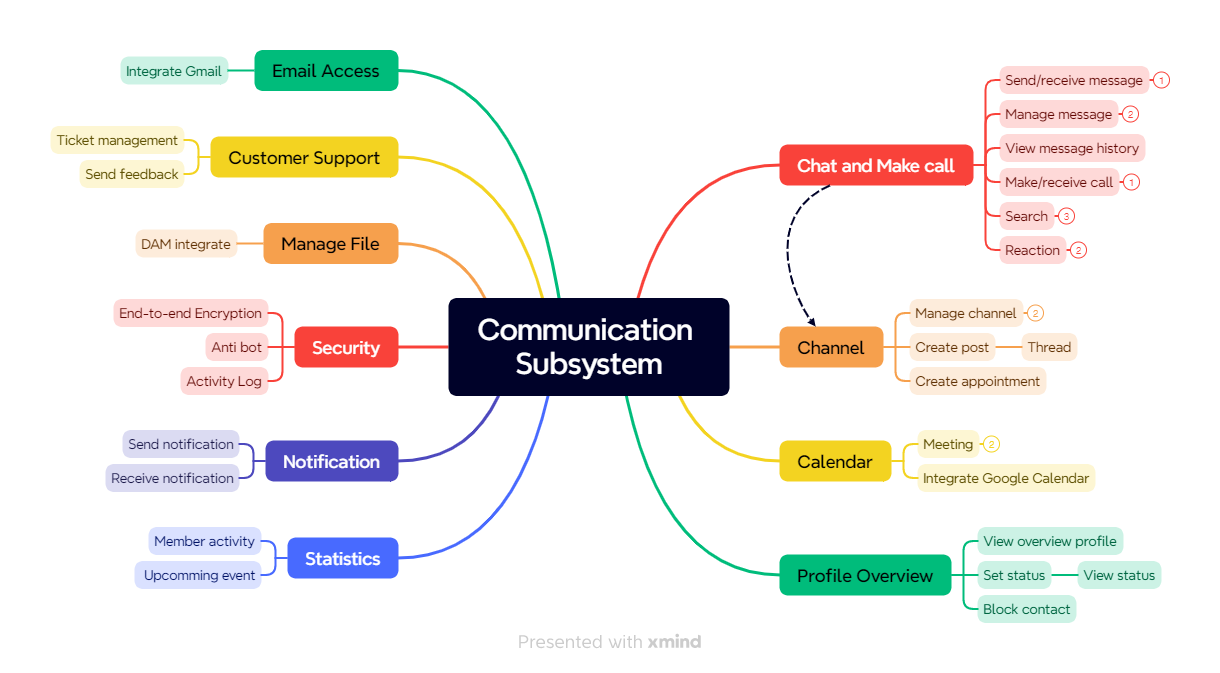 Communication
Subsystem
Email Access
Integrate Gmail
Customer Support
Ticket management
Send feedback
Manage File
DAM integrate
Security
End-to-end Encryption
Anti bot
Activity Log
Notification
Send notification
Receive notification
Statistics
Member activity
Upcomming event
Chat and Make call
Send/receive message 1
Manage message 2
View message history
Make/receive call 1
Search 3
Reaction 2
Channel
Manage channel 2
Create post Thread
Create appointment
Calendar
Meeting 2
Integrate Google Calendar
Profile Overview
View overview profile
Set status View status
Block contact
Presented with xmind